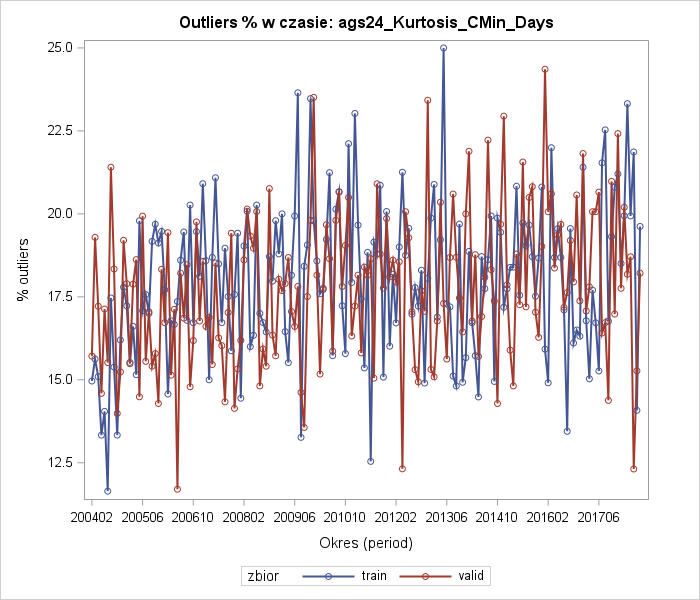 Outliers % w czasie: ags24_Kurtosis_CMin_Days
25.0
22.5
20.0
17.5
15.0
12.5
% outliers
200402 200506 200610 200802 200906 201010 201202 201306 201410 201602 201706
Okres (period)
zbior train valid